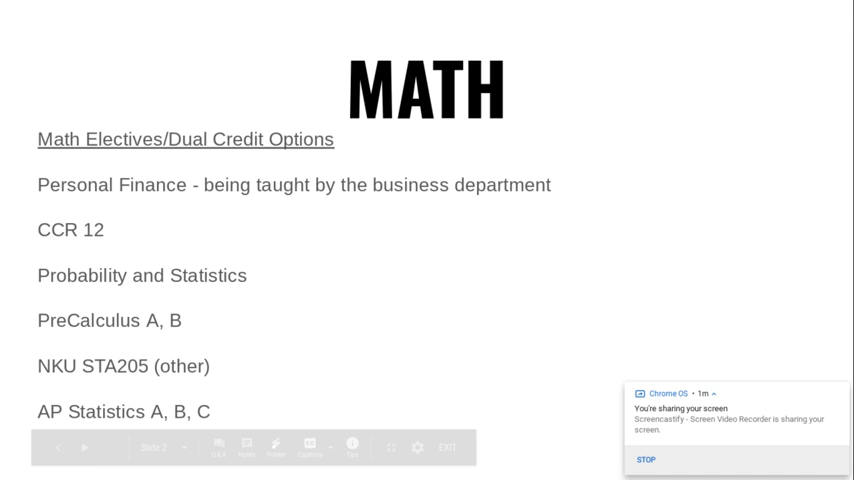 MATH
Math Electives/Dual Credit Options
Personal Finance - being taught by the business department
CCR 12
Probability and Statistics
PreCalculus A, B
NKU STA205 (other)
AP Statistics A, B, C
Slide 2
Q&A
Notes
Pointer
Captions
Tips
EXIT
Chrome OS • 1m
You're sharing your screen
Screencastify - Screen Video Recorder is sharing your
screen.
STOP